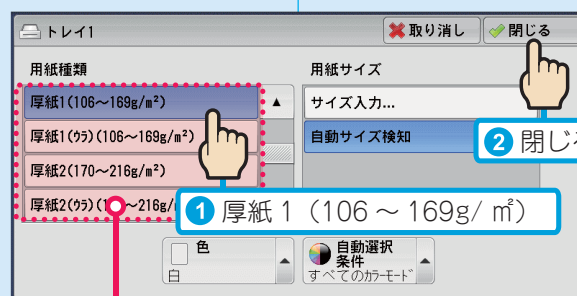 トレイ1
取り消し
閉じる
用紙種類
用紙サイズ
厚紙1(106～169g/m²)
サイズ入力...
厚紙1(ウラ)(106～169g/m²)
自動サイズ検知
2 閉じ
厚紙2(170～216g/m²)
厚紙2(ウラ)(1 ～216g/
1 厚紙 1 (106 ～ 169g/ ㎡)
色
白
自動選択
条件
すべてのカラーモード